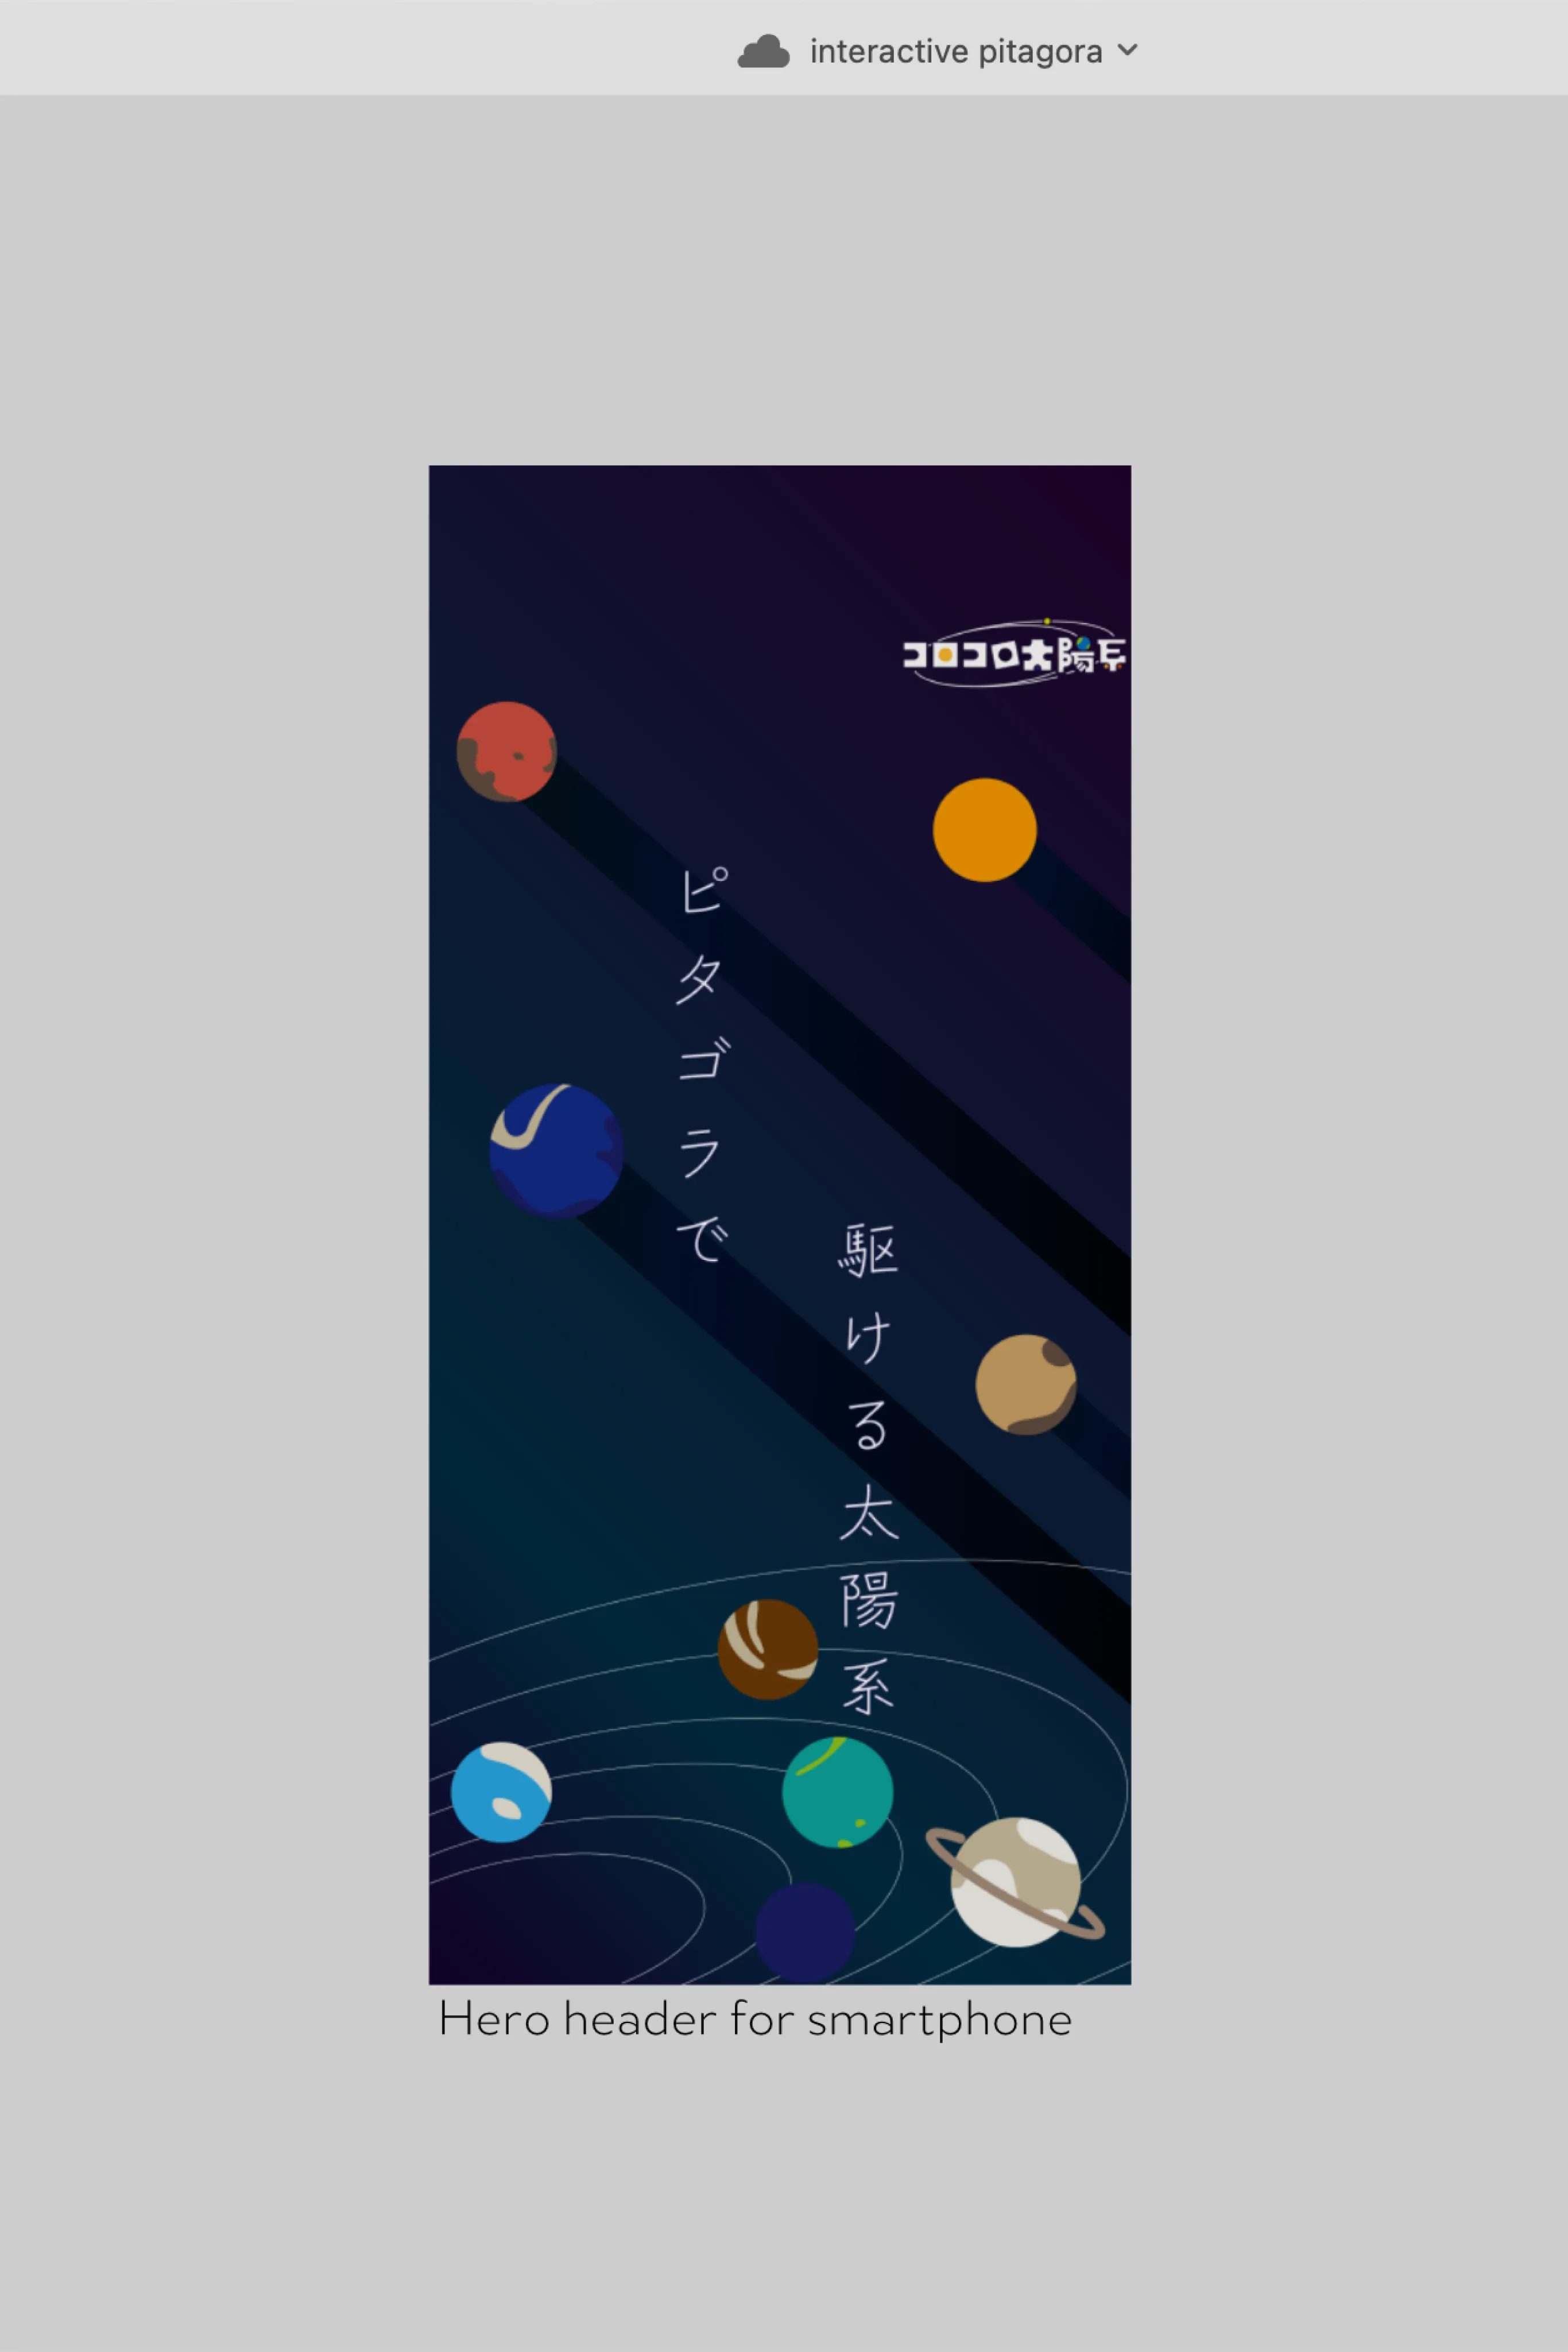 interactive pitagora
コロコロ太陽系
ピタゴラで
駆ける太陽系
Hero header for smartphone